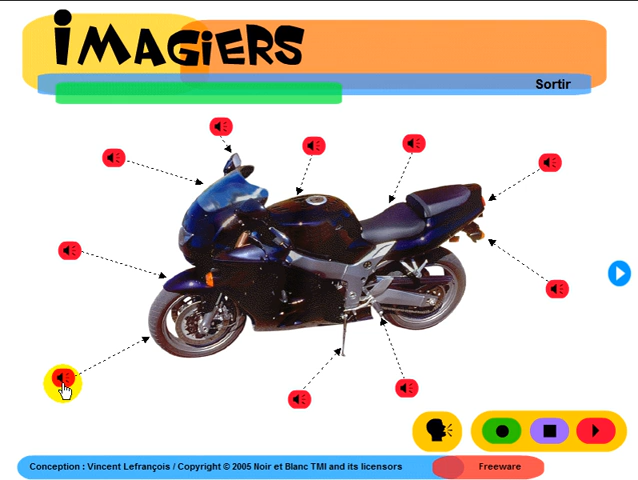 iMAGiERS
Sortir
Conception : Vincent Lefrançois / Copyright © 2005 Noir et Blanc TMI and its licensors
Freeware